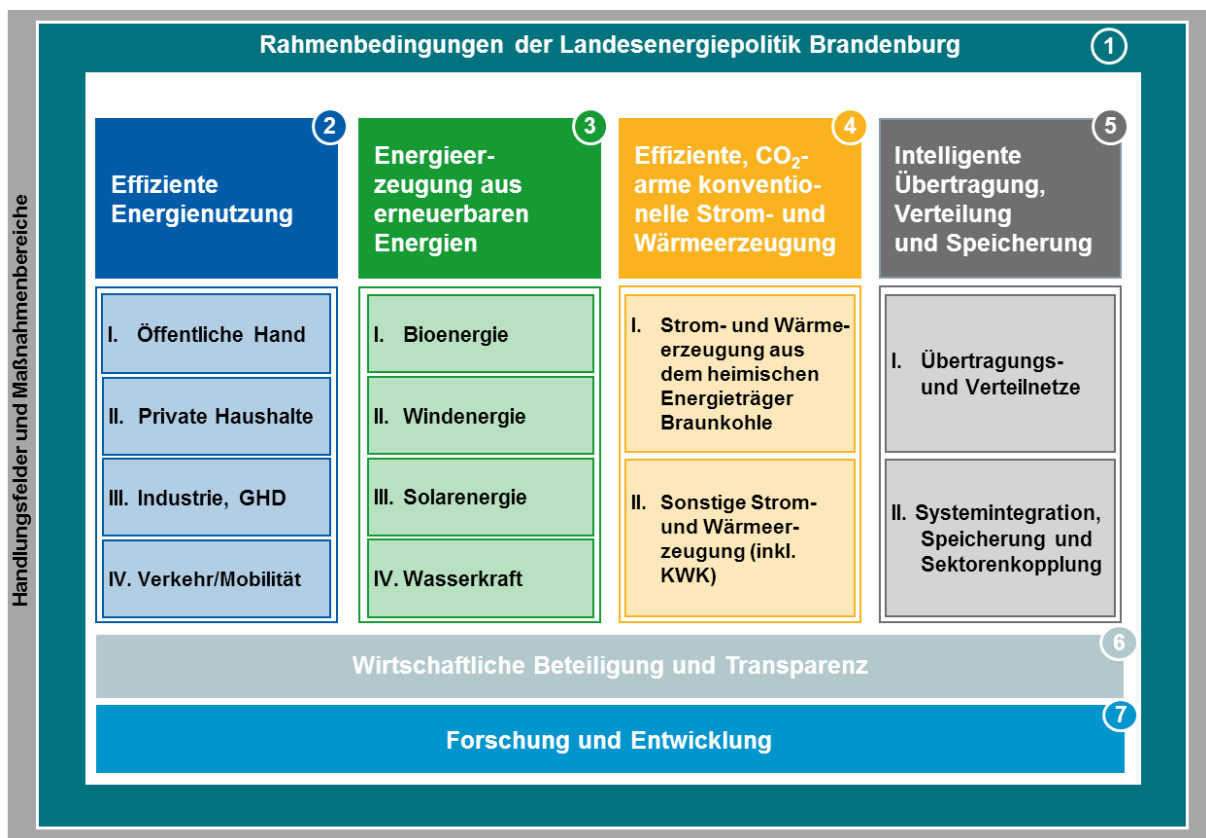 Handlungsfelder und Maßnahmenbereiche
Rahmenbedingungen der Landesenergiepolitik Brandenburg
1
2
Effiziente
Energienutzung
I. Öffentliche Hand
II. Private Haushalte
III. Industrie, GHD
IV. Verkehr/Mobilität
3
Energieer-
zeugung aus
erneuerbaren
Energien
I. Bioenergie
II. Windenergie
III. Solarenergie
IV. Wasserkraft
4
Effiziente, CO₂-
arme konventio-
nelle Strom- und
Wärmeerzeugung
I. Strom- und Wärme-
erzeugung aus
dem heimischen
Energieträger
Braunkohle
II. Sonstige Strom-
und Wärmeer-
zeugung (inkl.
KWK)
5
Intelligente
Übertragung,
Verteilung
und Speicherung
I. Übertragungs-
und Verteilnetze
II. Systemintegration,
Speicherung und
Sektorenkopplung
6
Wirtschaftliche Beteiligung und Transparenz
7
Forschung und Entwicklung